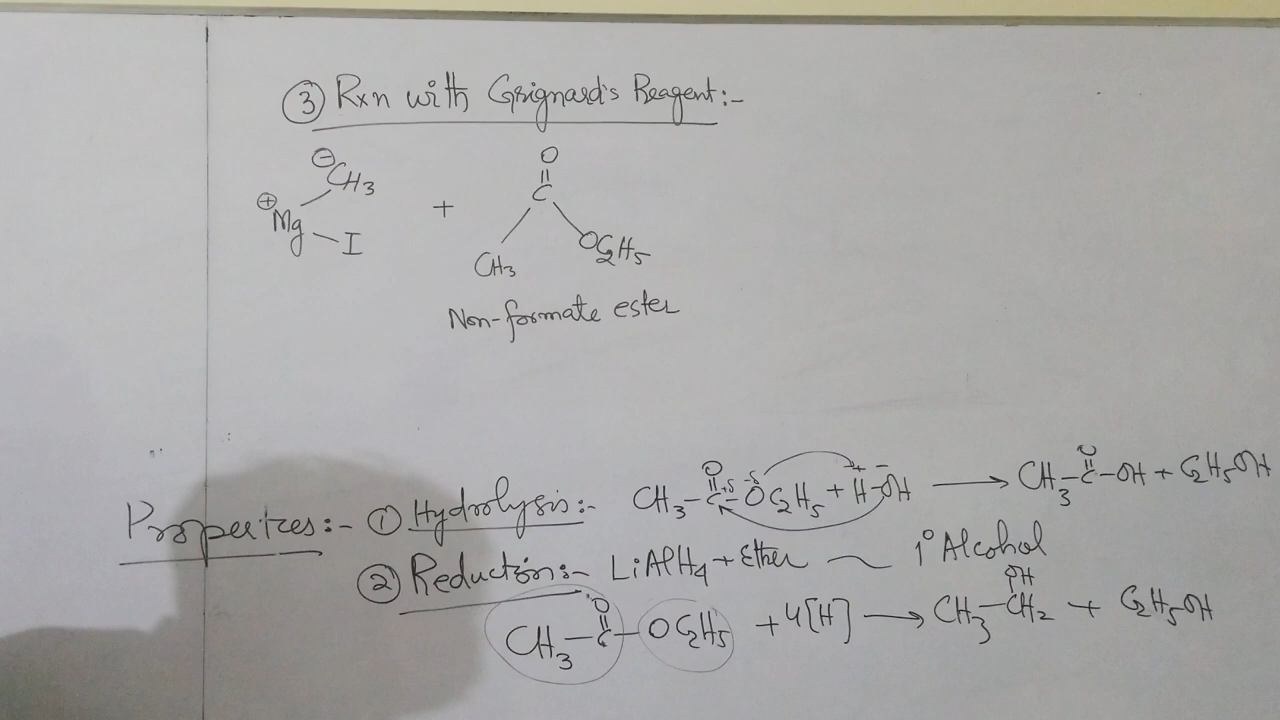 ③ Rxn with Grignard's Reagent:-
⊖
CH3
⊕
Mg
I
+
O
||
C
CH3
OC2H5
Non-formate ester
Properties:- ① Hydrolysis:- CH3-C(=O)-OC2H5 + H-OH ⟶ CH3-C(=O)-OH + C2H5OH
+δ -δ + -
② Reduction:- LiAlH4 + Ether ~ 1° Alcohol
CH3-C(=O)-OC2H5 + 4[H] ⟶ CH3-CH2 + C2H5OH
OH